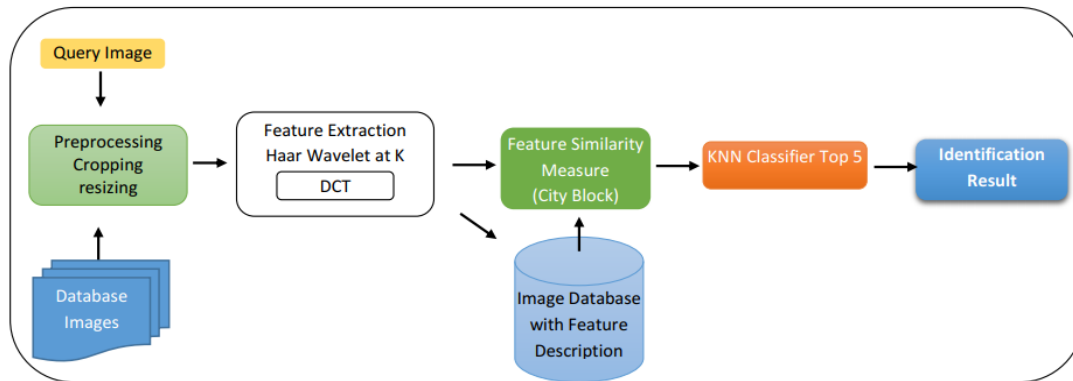 Query Image
Preprocessing
Cropping
resizing
Database
Images
Feature Extraction
Haar Wavelet at K
DCT
Feature Similarity
Measure
(City Block)
Image Database
with Feature
Description
KNN Classifier Top 5
Identification
Result